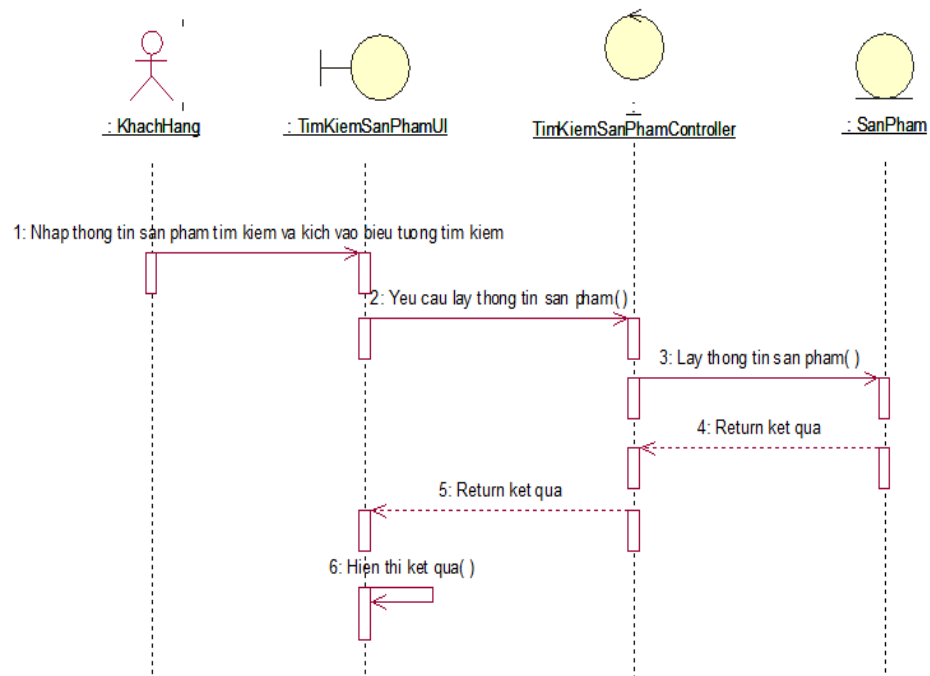 : KhachHang
: TimKiemSanPhamUI
:
TimKiemSanPhamController
: SanPham
1: Nhap thong tin san pham tim kiem va kich vao bieu tuong tim kiem
2: Yeu cau lay thong tin san pham()
3: Lay thong tin san pham( )
4: Return ket qua
5: Return ket qua
6: Hien thi ket qua( )